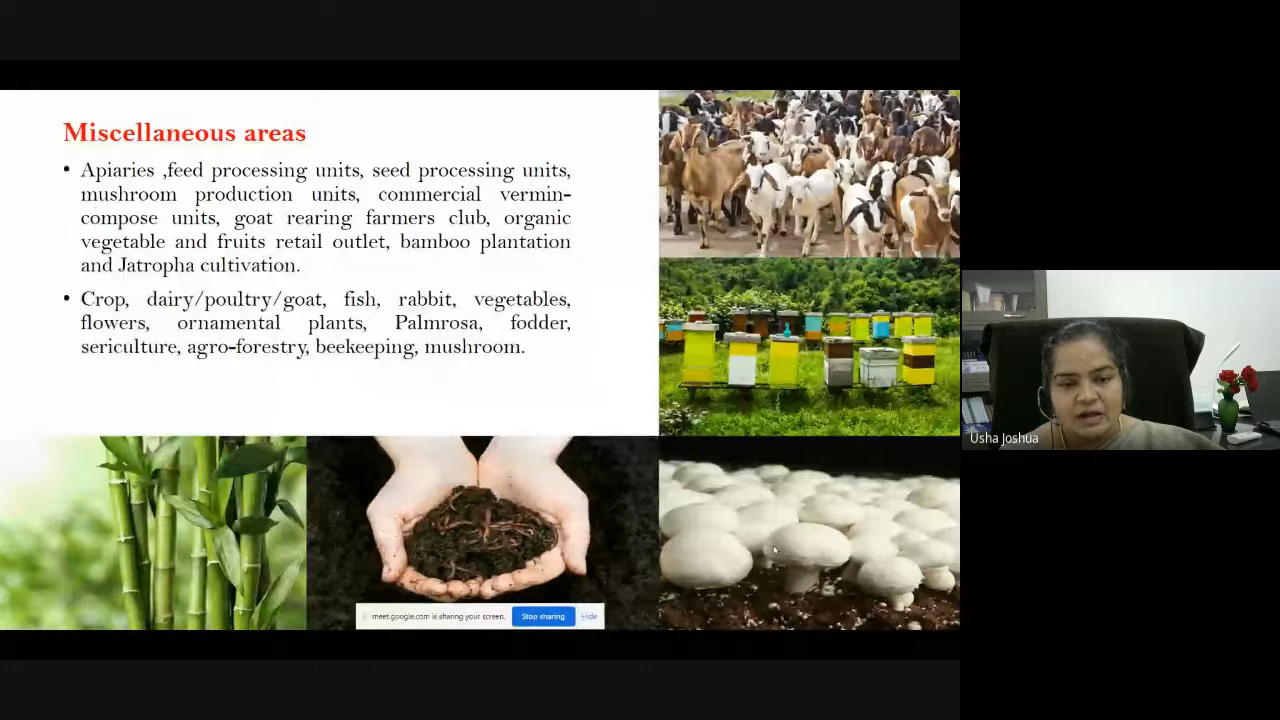 Miscellaneous areas
• Apiaries ,feed processing units, seed processing units,
mushroom production units, commercial vermin-
compose units, goat rearing farmers club, organic
vegetable and fruits retail outlet, bamboo plantation
and Jatropha cultivation.
• Crop, dairy/poultry/goat, fish, rabbit, vegetables,
flowers, ornamental plants, Palmrosa, fodder,
sericulture, agro-forestry, beekeeping, mushroom.
Usha Joshua
meet.google.com is sharing your screen. Stop sharing Hide